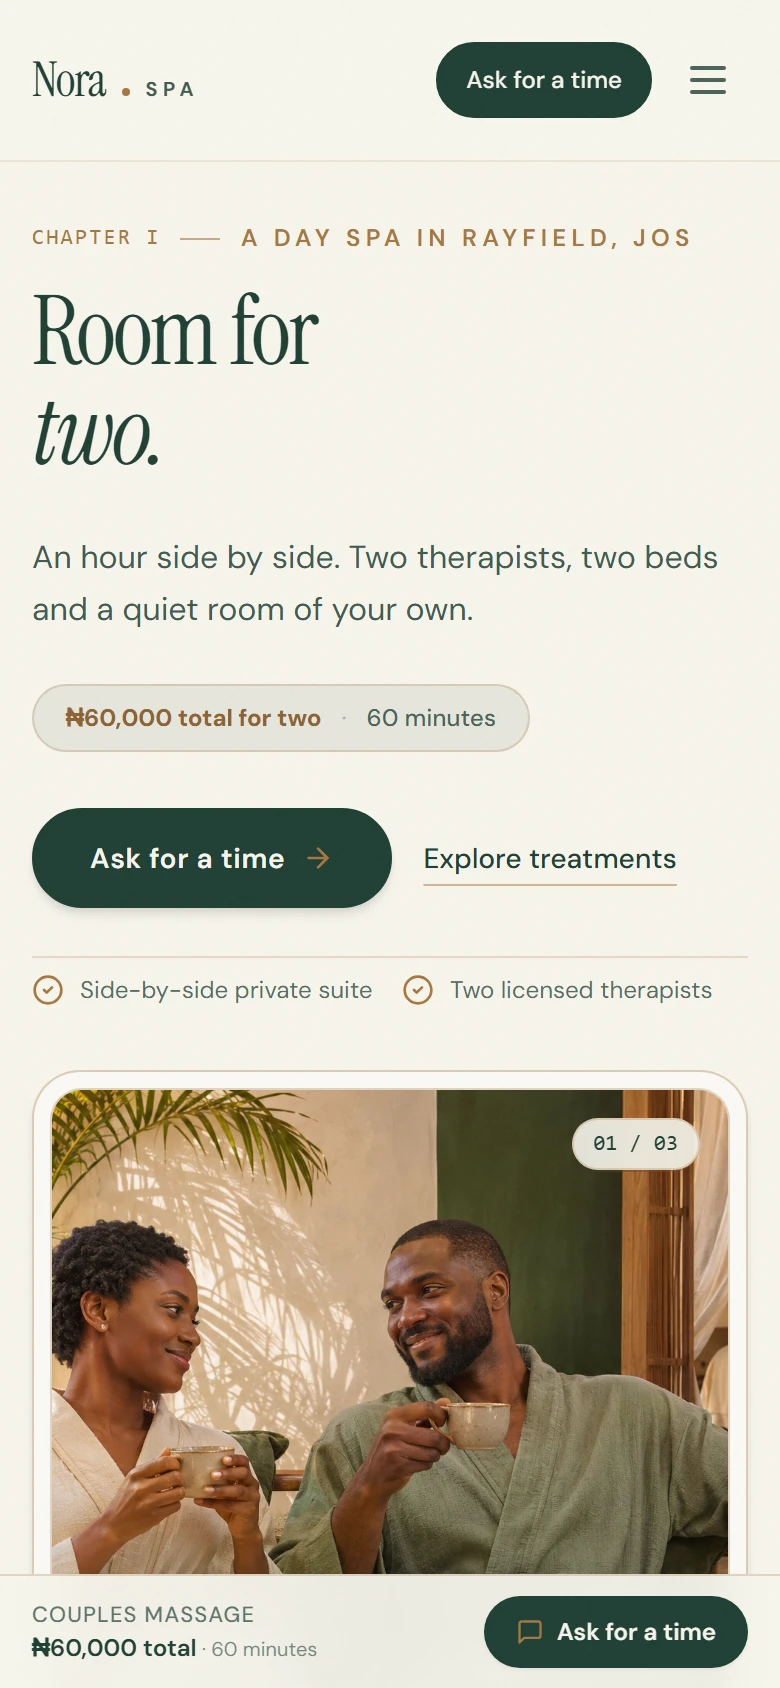 Nora . SPA
Ask for a time
CHAPTER I — A DAY SPA IN RAYFIELD, JOS
Room for
two.
An hour side by side. Two therapists, two beds
and a quiet room of your own.
₦60,000 total for two · 60 minutes
Ask for a time →
Explore treatments
Side-by-side private suite
Two licensed therapists
01 / 03
COUPLES MASSAGE
₦60,000 total · 60 minutes
Ask for a time